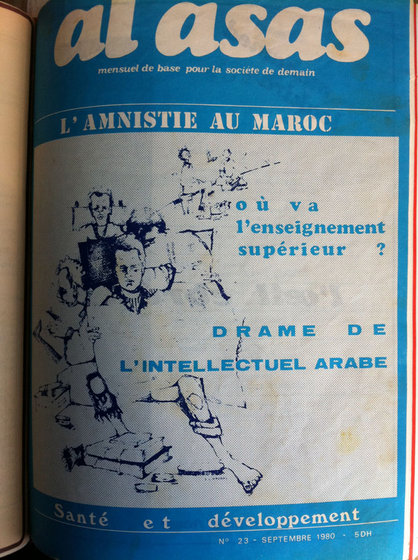 al asas
mensuel de base pour la société de demain
L'AMNISTIE AU MAROC
où va
l'enseignement
supérieur ?
DRAME DE
L'INTELLECTUEL ARABE
Santé et développement
N° 23 - SEPTEMBRE 1980 - 5DH